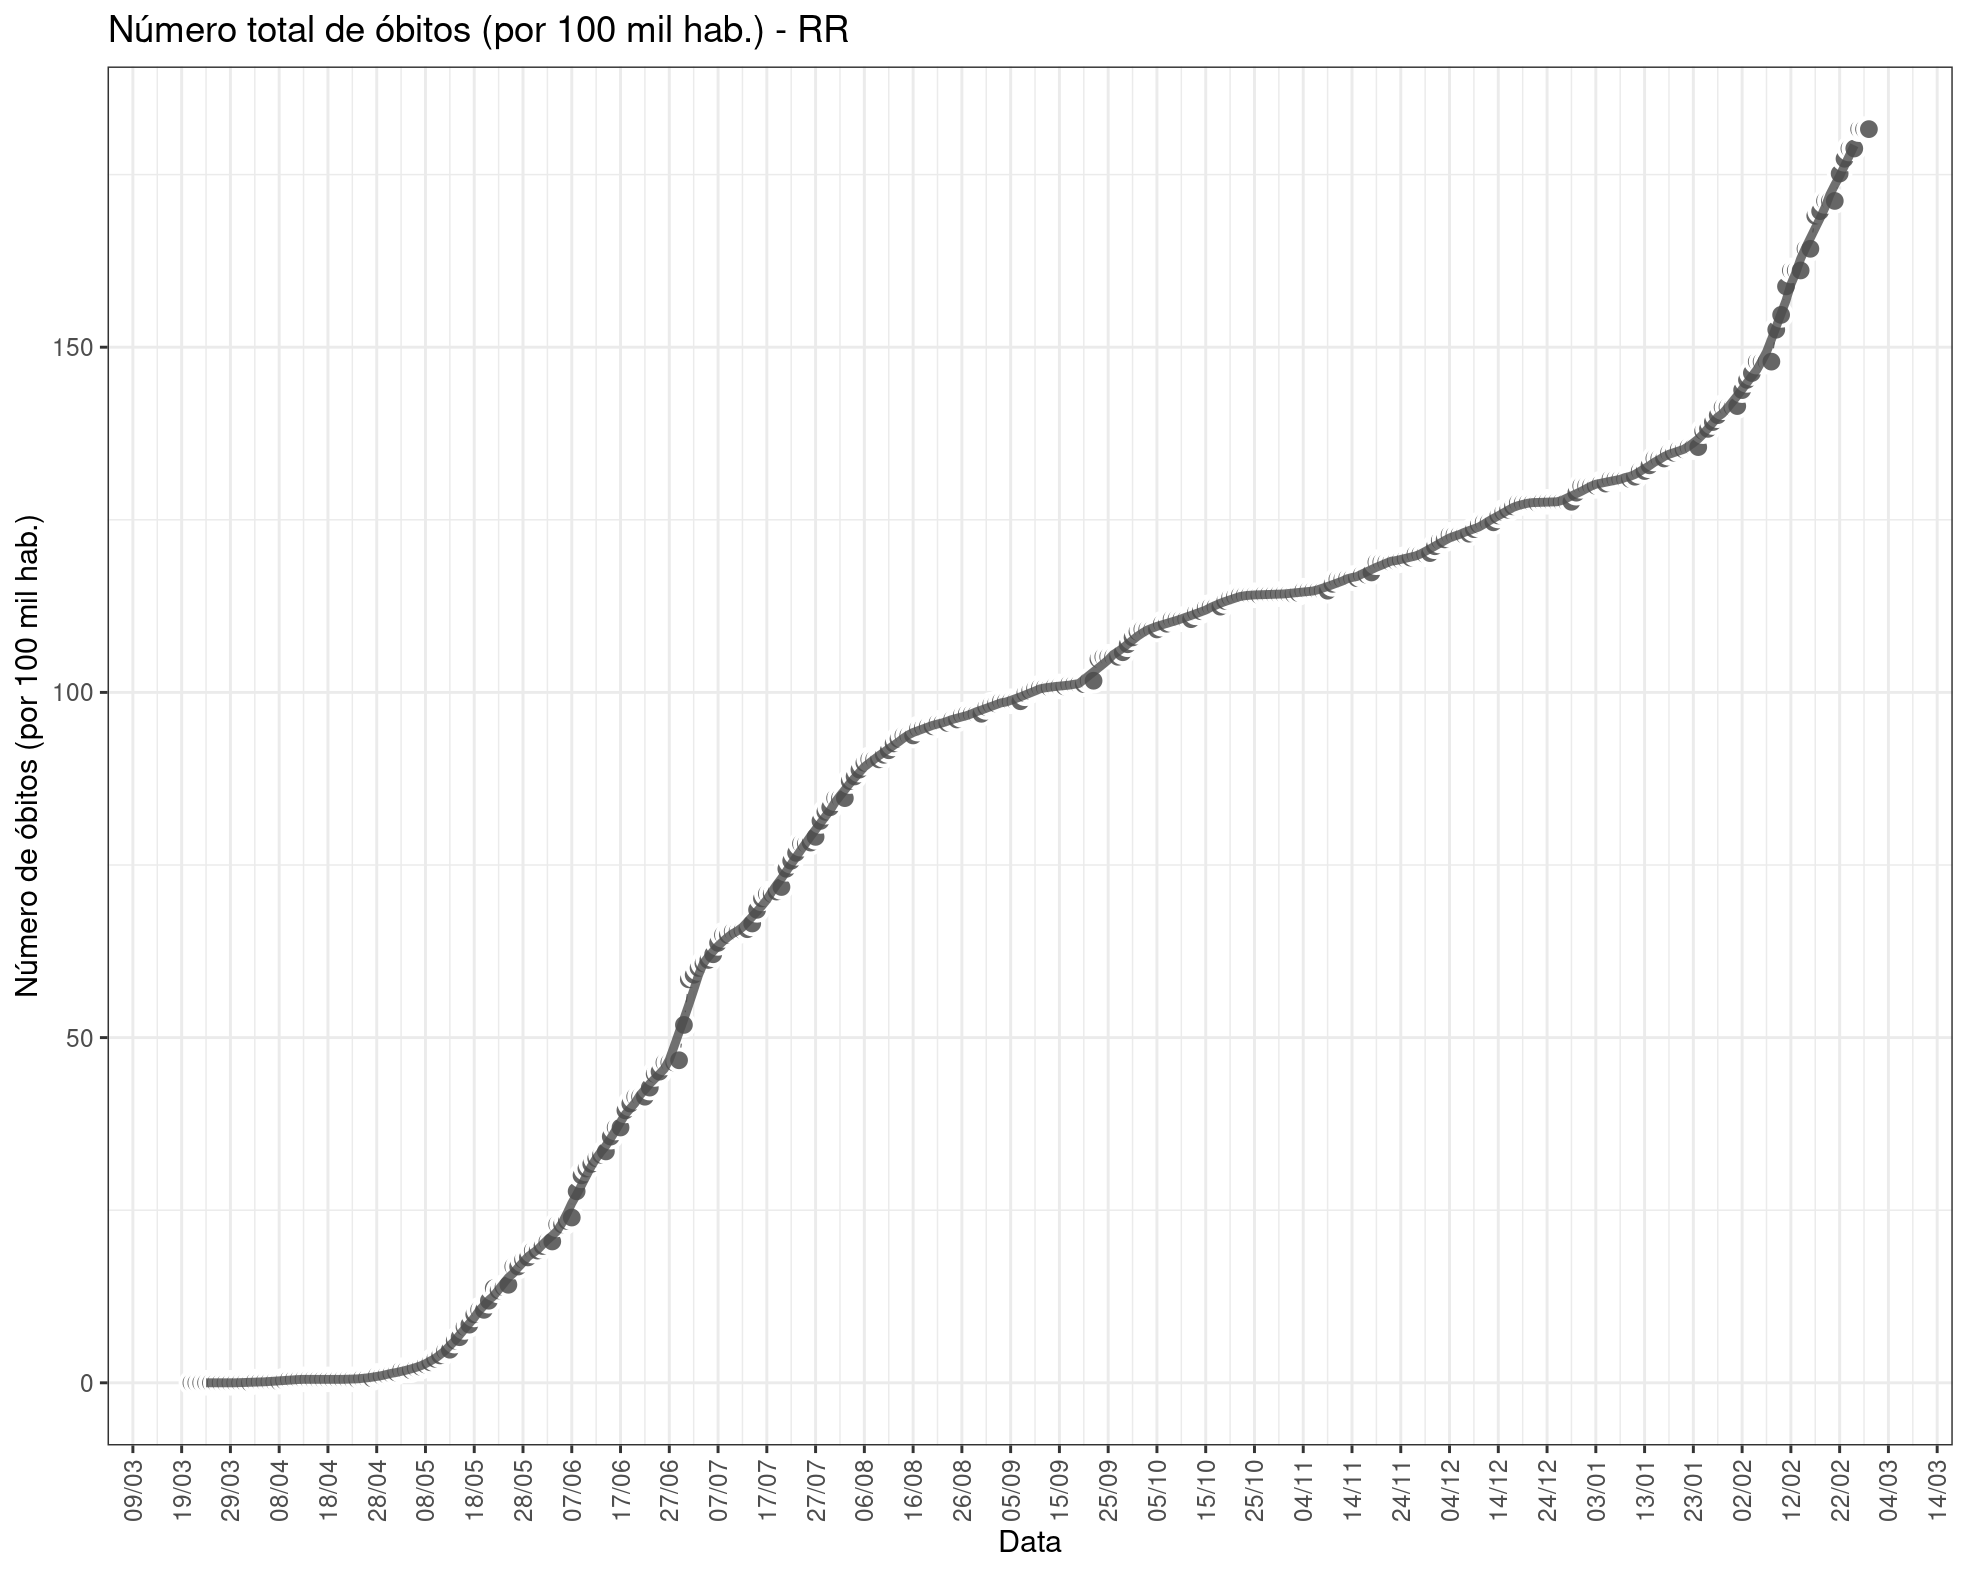 Número total de óbitos (por 100 mil hab.) - RR
Número de óbitos (por 100 mil hab.)
150
100
50
0
09/03 19/03 29/03 08/04 18/04 28/04 08/05 18/05 28/05 07/06 17/06 27/06 07/07 17/07 27/07 06/08 16/08 26/08 05/09 15/09 25/09 05/10 15/10 25/10 04/11 14/11 24/11 04/12 14/12 24/12 03/01 13/01 23/01 02/02 12/02 22/02 04/03 14/03
Data